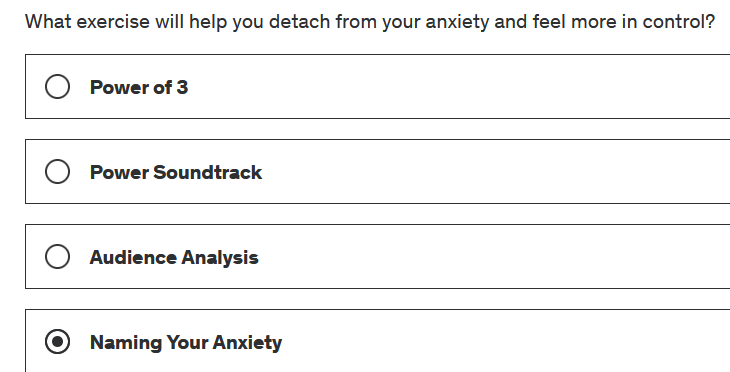 What exercise will help you detach from your anxiety and feel more in control?
Power of 3
Power Soundtrack
Audience Analysis
Naming Your Anxiety